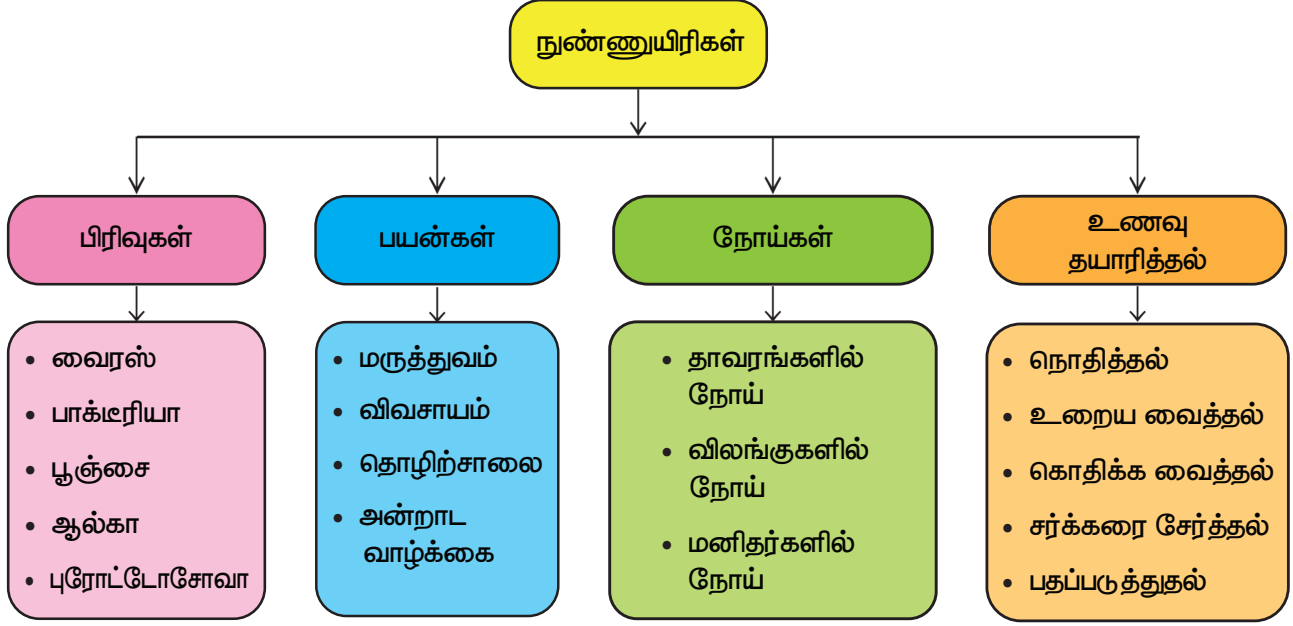 நுண்ணுயிரிகள்
பிரிவுகள்
பயன்கள்
நோய்கள்
உணவு
தயாரித்தல்
• வைரஸ்
• பாக்டீரியா
• பூஞ்சை
• ஆல்கா
• புரோட்டோசோவா
• மருத்துவம்
• விவசாயம்
• தொழிற்சாலை
• அன்றாட
வாழ்க்கை
• தாவரங்களில்
நோய்
• விலங்குகளில்
நோய்
• மனிதர்களில்
நோய்
• நொதித்தல்
• உறைய வைத்தல்
• கொதிக்க வைத்தல்
• சர்க்கரை சேர்த்தல்
• பதப்படுத்துதல்